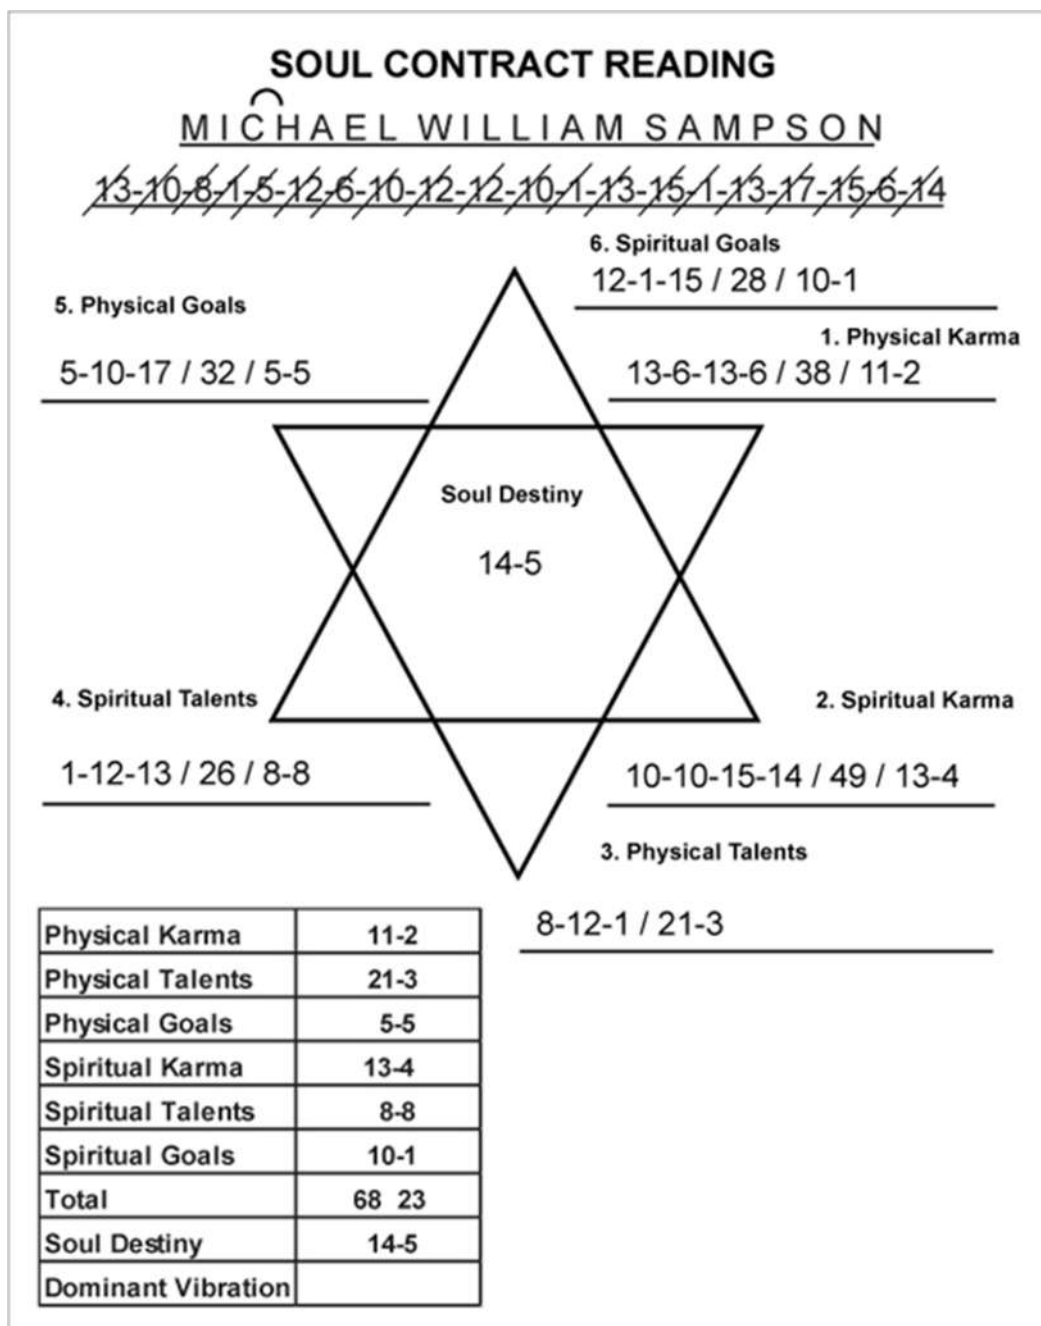 SOUL CONTRACT READING
MICHAEL WILLIAM SAMPSON
13-10-8-1-5-12-6-10-12-12-10-1-13-15-1-13-17-15-6-14
6. Spiritual Goals
12-1-15 / 28 / 10-1
5. Physical Goals
5-10-17 / 32 / 5-5
1. Physical Karma
13-6-13-6 / 38 / 11-2
Soul Destiny
14-5
4. Spiritual Talents
1-12-13 / 26 / 8-8
2. Spiritual Karma
10-10-15-14 / 49 / 13-4
3. Physical Talents
8-12-1 / 21-3
Physical Karma 11-2
Physical Talents 21-3
Physical Goals 5-5
Spiritual Karma 13-4
Spiritual Talents 8-8
Spiritual Goals 10-1
Total 68 23
Soul Destiny 14-5
Dominant Vibration